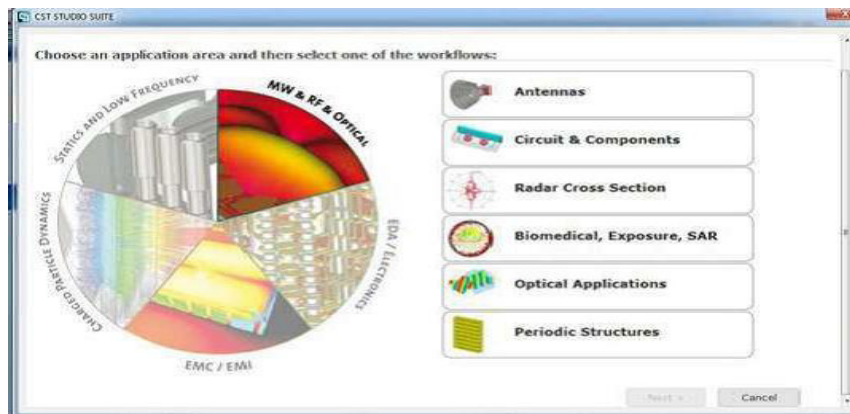 CST STUDIO SUITE
Choose an application area and then select one of the workflows:
STATICS AND LOW FREQUENCY
MW & RF & OPTICAL
EDA / ELECTRONICS
EMC / EMI
CHARGED PARTICLE DYNAMICS
Antennas
Circuit & Components
Radar Cross Section
Biomedical, Exposure, SAR
Optical Applications
Periodic Structures
Next >
Cancel